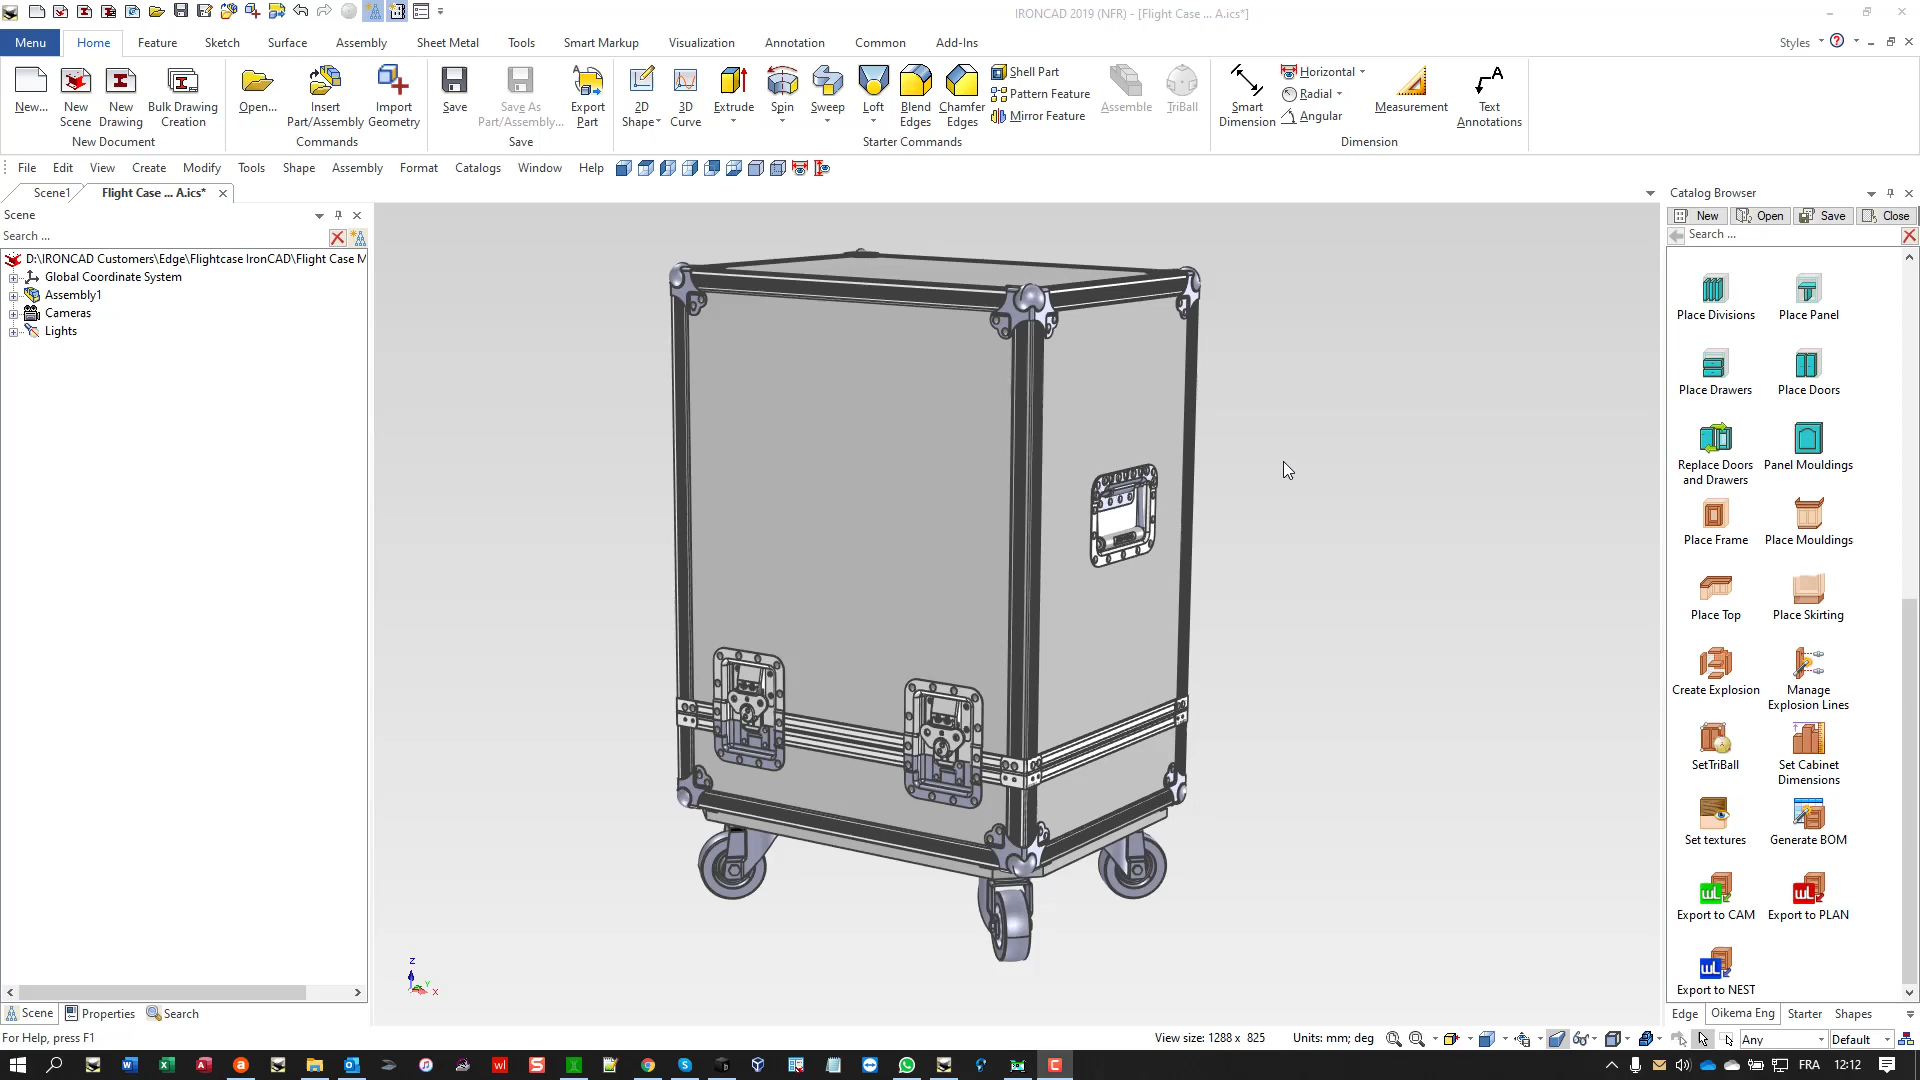 IRONCAD 2019 (NFR) - [Flight Case ... A.ics*]
Menu Home Feature Sketch Surface Assembly Sheet Metal Tools Smart Markup Visualization Annotation Common Add-Ins Styles
New... New Scene New Drawing Bulk Drawing Creation
New Document
Open... Insert Part/Assembly Import Geometry
Commands
Save Save As Part/Assembly... Export Part
Save
2D Shape 3D Curve Extrude Spin Sweep Loft Blend Edges Chamfer Edges
Shell Part
Pattern Feature
Mirror Feature
Assemble TriBall
Starter Commands
Smart Dimension
Horizontal
Radial
Angular
Measurement Text Annotations
Dimension
File Edit View Create Modify Tools Shape Assembly Format Catalogs Window Help
Scene1 Flight Case ... A.ics*
Scene
Search ...
D:\IRONCAD Customers\Edge\Flightcase IronCAD\Flight Case M
Global Coordinate System
Assembly1
Cameras
Lights
Z
Y
X
Scene Properties Search
Catalog Browser
New Open Save Close
Search ...
Place Divisions Place Panel
Place Drawers Place Doors
Replace Doors and Drawers Panel Mouldings
Place Frame Place Mouldings
Place Top Place Skirting
Create Explosion Manage Explosion Lines
SetTriBall Set Cabinet Dimensions
Set textures Generate BOM
Export to CAM Export to PLAN
Export to NEST
Edge Oikema Eng Starter Shapes
For Help, press F1
View size: 1288 x 825 Units: mm; deg Any Default
FRA 12:12